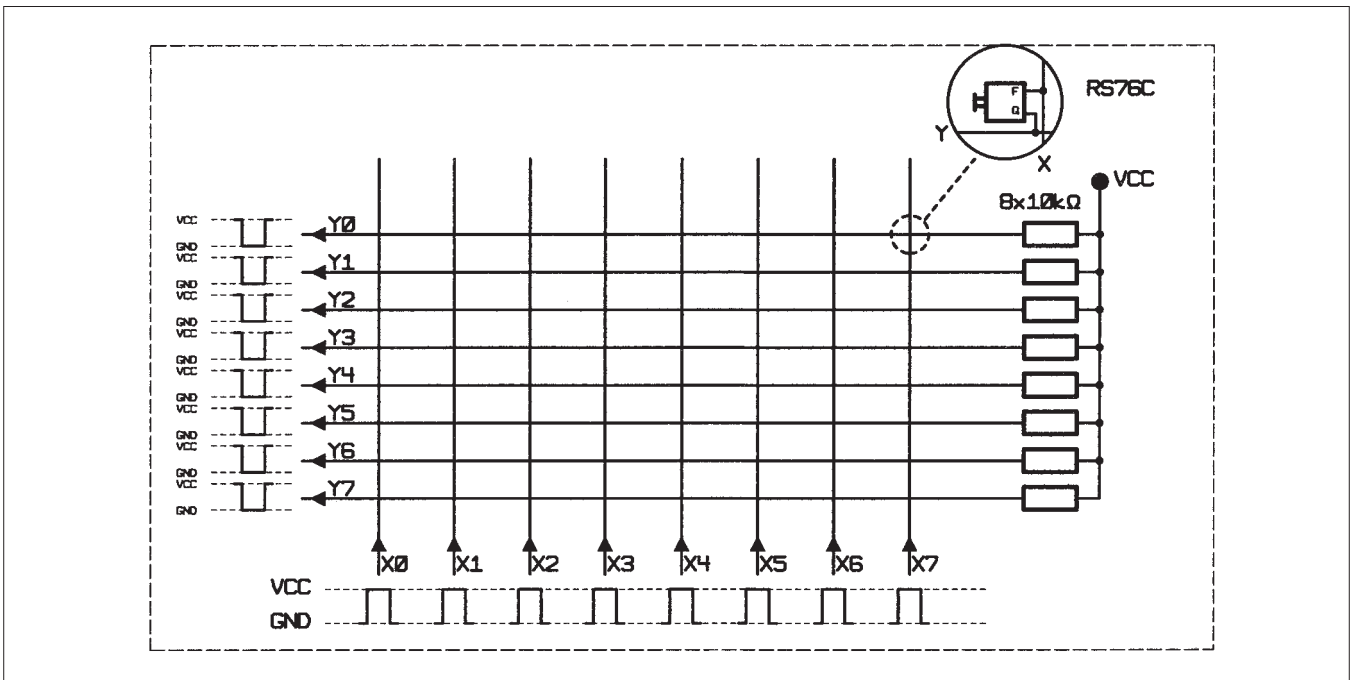 RS76C
F
Q
Y
X
VCC
8x10kΩ
VCC
GND
Y0
VCC
GND
Y1
VCC
GND
Y2
VCC
GND
Y3
VCC
GND
Y4
VCC
GND
Y5
VCC
GND
Y6
VCC
GND
Y7
X0 X1 X2 X3 X4 X5 X6 X7
VCC
GND